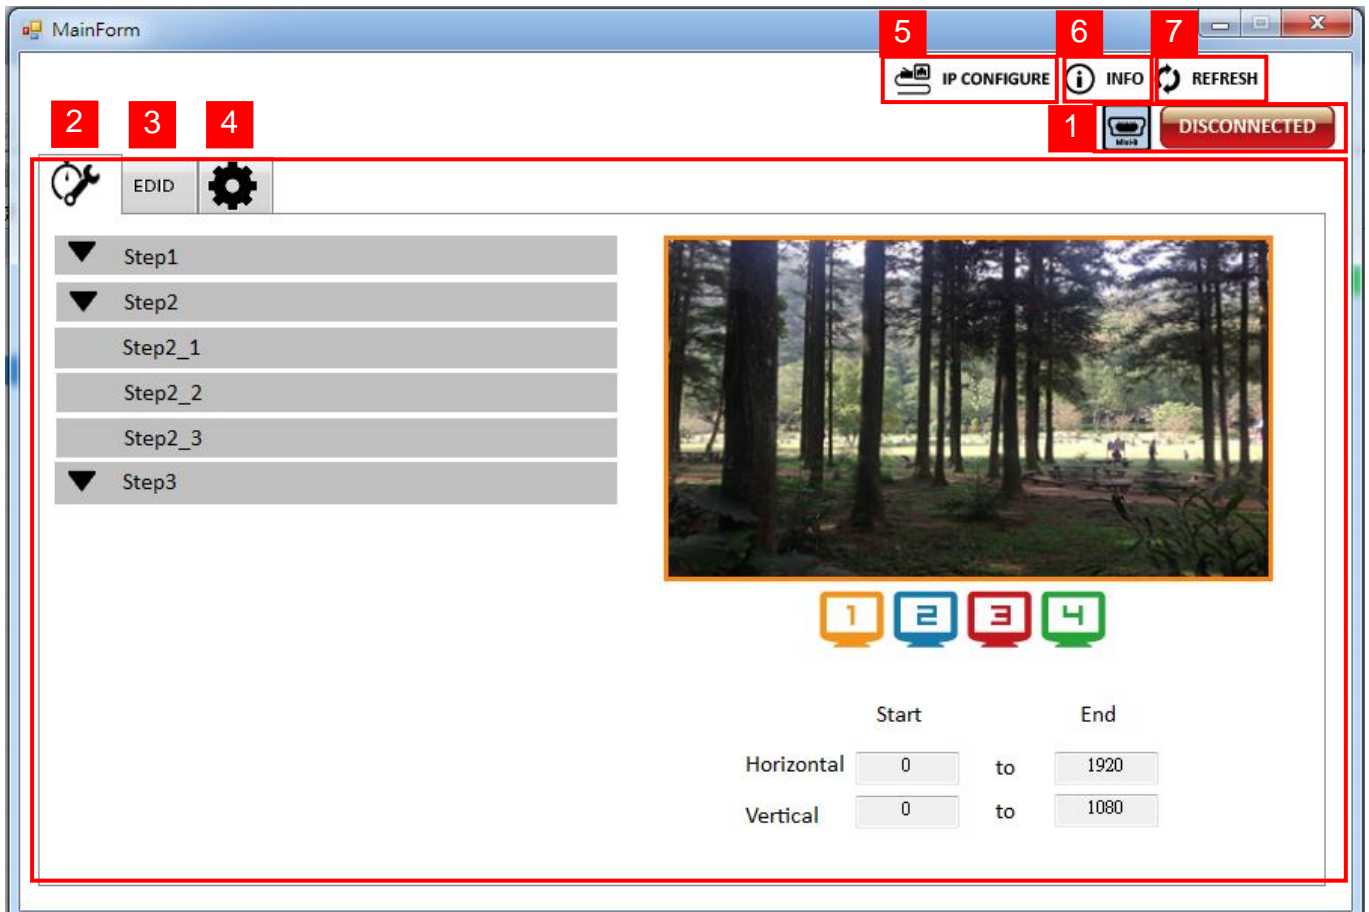 MainForm
5
6
7
IP CONFIGURE
INFO
REFRESH
2
3
4
1
Mini-B
DISCONNECTED
EDID
Step1
Step2
Step2_1
Step2_2
Step2_3
Step3
1
2
3
4
Start
End
Horizontal
0
to
1920
Vertical
0
to
1080